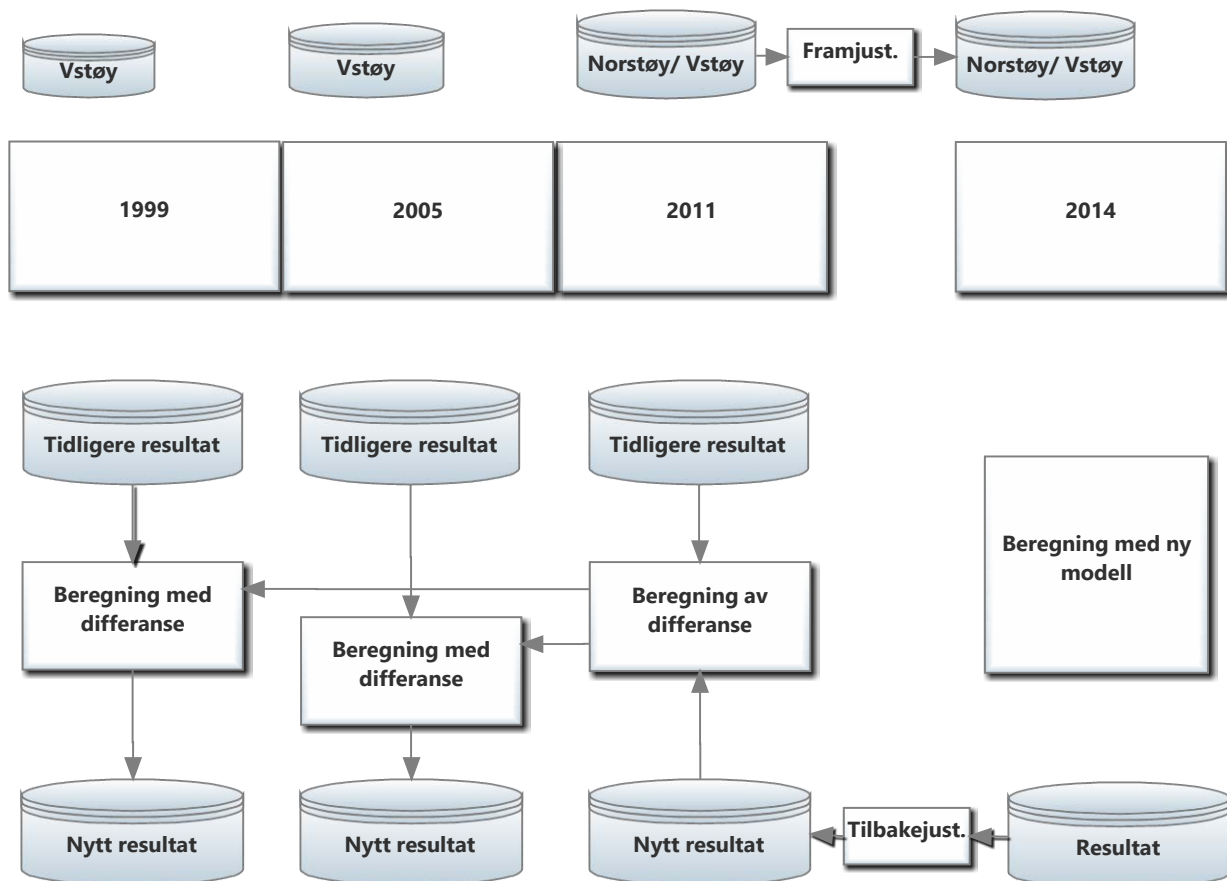 Vstøy
Vstøy
Norstøy/ Vstøy
Framjust.
Norstøy/ Vstøy
1999
2005
2011
2014
Tidligere resultat
Tidligere resultat
Tidligere resultat
Beregning med
differanse
Beregning med
differanse
Beregning av
differanse
Beregning med ny
modell
Nytt resultat
Nytt resultat
Nytt resultat
Tilbakejust.
Resultat